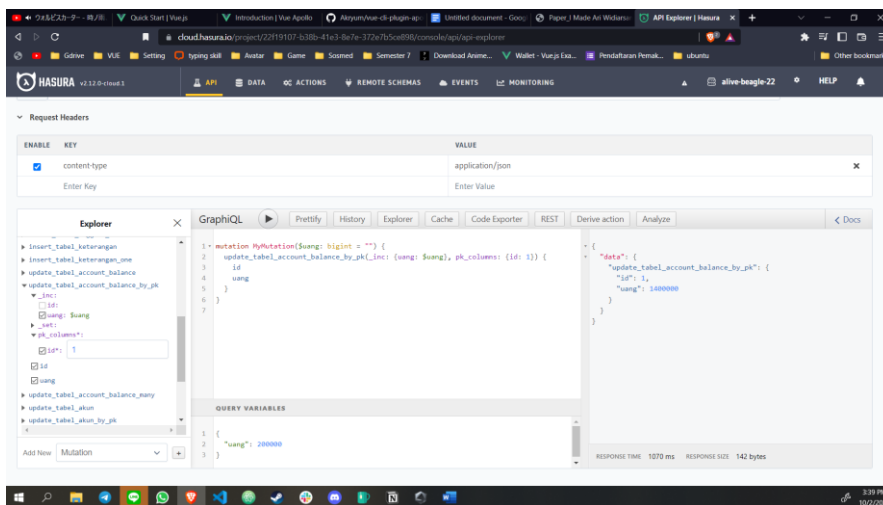 ウェルビスカーター - 時ノ雨 Quick Start | Vue.js Introduction | Vue Apollo Akryum/vue-cli-plugin-ap Untitled document - Goog Paper_I Made Ari Widiarsa API Explorer | Hasura
cloud.hasura.io/project/22f19107-b38b-41e3-8e7e-372e7b5ce898/console/api/api-explorer
Gdrive VUE Setting typing skill Avatar Game Sosmed Semester 7 Download Anime... Wallet - Vue.js Exa... Pendaftaran Pemak... ubuntu Other bookmar
HASURA v2.12.0-cloud.1 API DATA ACTIONS REMOTE SCHEMAS EVENTS MONITORING alive-beagle-22 HELP
Request Headers
ENABLE KEY VALUE
content-type application/json
Enter Key Enter Value
Explorer
GraphiQL Prettify History Explorer Cache Code Exporter REST Derive action Analyze Docs
insert_tabel_keterangan
insert_tabel_keterangan_one
update_tabel_account_balance
update_tabel_account_balance_by_pk
_inc:
id:
uang: $uang
_set:
pk_columns*:
id*: 1
id
uang
update_tabel_account_balance_many
update_tabel_akun
update_tabel_akun_by_pk
Add New Mutation +
1 mutation MyMutation($uang: bigint = "") {
2 update_tabel_account_balance_by_pk(_inc: {uang: $uang}, pk_columns: {id: 1}) {
3 id
4 uang
5 }
6 }
7
QUERY VARIABLES
1 {
2 "uang": 200000
3 }
{
"data": {
"update_tabel_account_balance_by_pk": {
"id": 1,
"uang": 1400000
}
}
}
RESPONSE TIME 1070 ms RESPONSE SIZE 142 bytes
3:39 PM
10/2/20